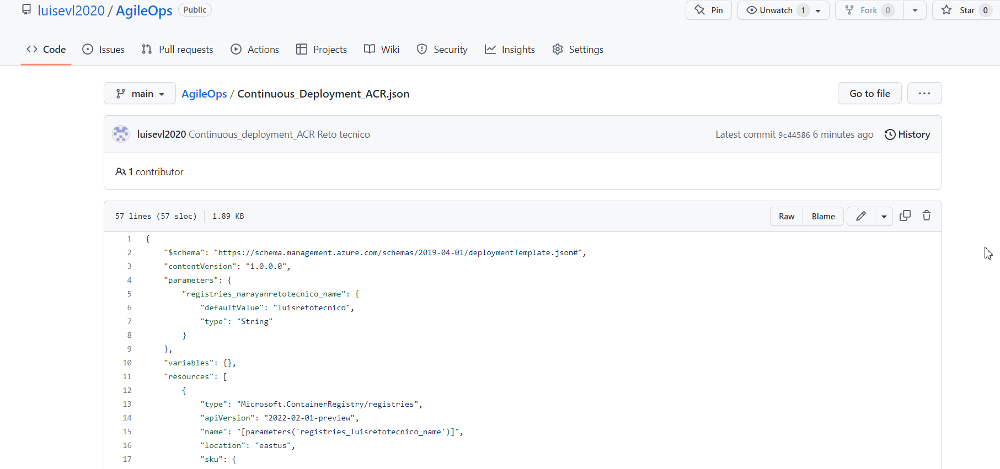 luisevl2020 / AgileOps Public Pin Unwatch 1 Fork 0 Star 0
Code Issues Pull requests Actions Projects Wiki Security Insights Settings
main AgileOps / Continuous_Deployment_ACR.json Go to file ...
luisevl2020 Continuous_deployment_ACR Reto tecnico Latest commit 9c44586 6 minutes ago History
1 contributor
57 lines (57 sloc) 1.89 KB Raw Blame
1 {
2 "$schema": "https://schema.management.azure.com/schemas/2019-04-01/deploymentTemplate.json#",
3 "contentVersion": "1.0.0.0",
4 "parameters": {
5 "registries_narayanretotecnico_name": {
6 "defaultValue": "luisretotecnico",
7 "type": "String"
8 }
9 },
10 "variables": {},
11 "resources": [
12 {
13 "type": "Microsoft.ContainerRegistry/registries",
14 "apiVersion": "2022-02-01-preview",
15 "name": "[parameters('registries_luisretotecnico_name')]",
16 "location": "eastus",
17 "sku": {